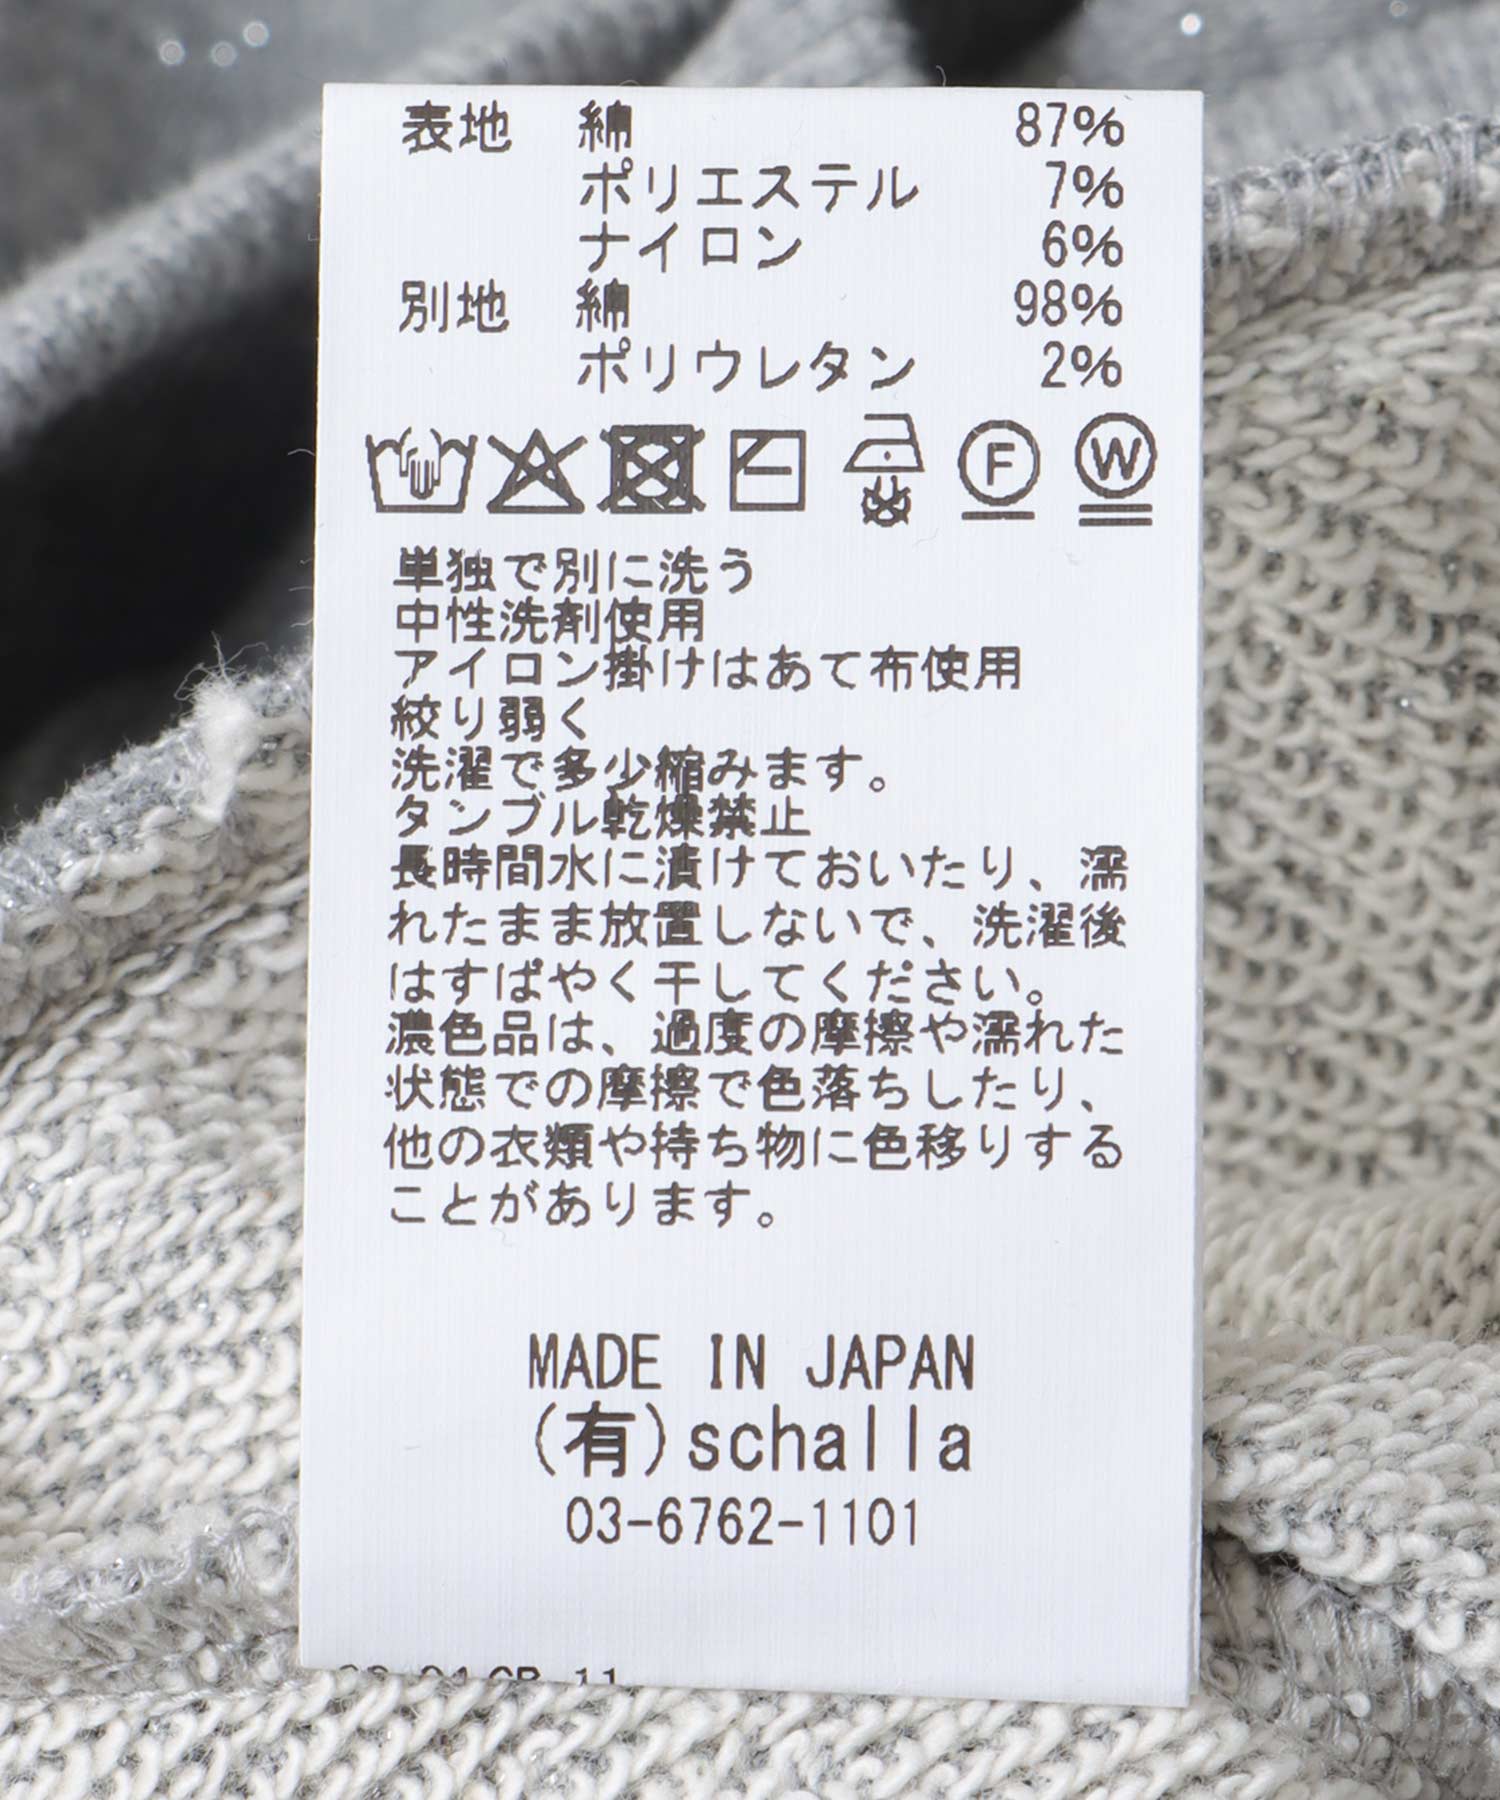 表地 綿 87%
ポリエステル 7%
ナイロン 6%
別地 綿 98%
ポリウレタン 2%
F W
単独で別に洗う
中性洗剤使用
アイロン掛けはあて布使用
絞り弱く
洗濯で多少縮みます。
タンブル乾燥禁止
長時間水に漬けておいたり、濡
れたまま放置しないで、洗濯後
はすばやく干してください。
濃色品は、過度の摩擦や濡れた
状態での摩擦で色落ちしたり、
他の衣類や持ち物に色移りする
ことがあります。
MADE IN JAPAN
(有)schalla
03-6762-1101